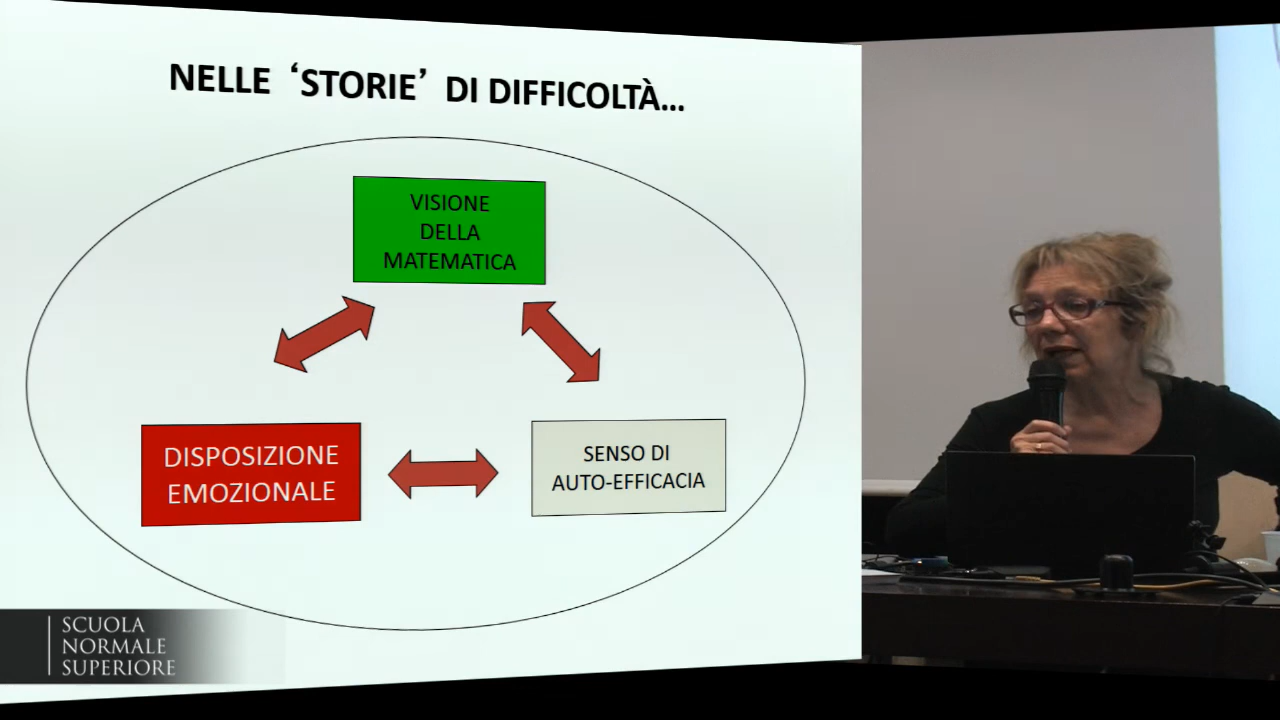 NELLE ‘STORIE’ DI DIFFICOLTÀ...
VISIONE
DELLA
MATEMATICA
DISPOSIZIONE
EMOZIONALE
SENSO DI
AUTO-EFFICACIA
SCUOLA
NORMALE
SUPERIORE